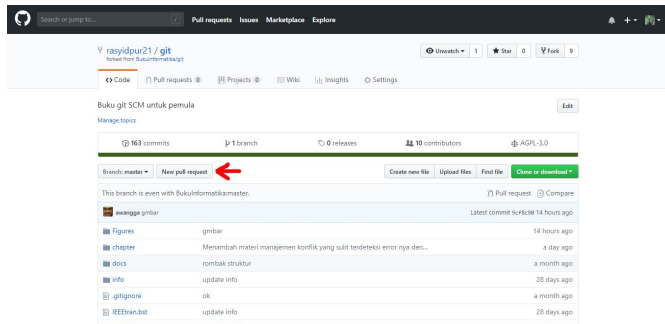 Search or jump to... /
Pull requests Issues Marketplace Explore
rasyidpur21 / git
forked from BukuInformatika/git
Unwatch 1 Star 0 Fork 9
Code Pull requests 0 Projects 0 Wiki Insights Settings
Buku git SCM untuk pemula
Edit
Manage topics
163 commits 1 branch 0 releases 10 contributors AGPL-3.0
Branch: master New pull request Create new file Upload files Find file Clone or download
This branch is even with BukuInformatika:master. Pull request Compare
awangga gmbar Latest commit 9cf8c98 14 hours ago
Figures gmbar 14 hours ago
chapter Menambah materi manajemen konflik yang sulit terdeteksi error nya den... a day ago
docs rombak struktur a month ago
info update info 28 days ago
.gitignore ok a month ago
IEEEtran.bst update info 28 days ago